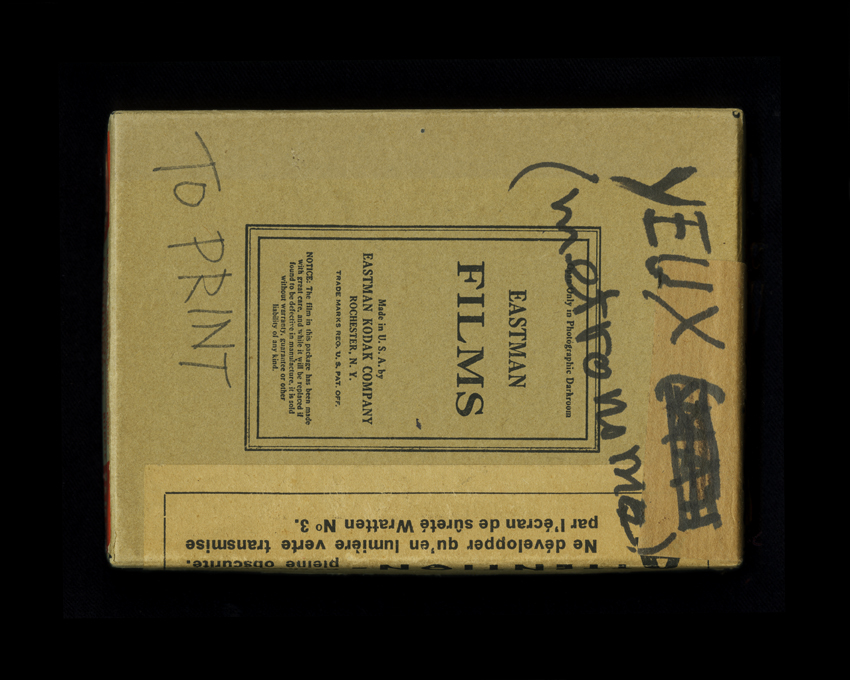 YEUX
(metronome)
Only in Photographic Darkroom
EASTMAN
FILMS
Made in U. S. A. by
EASTMAN KODAK COMPANY
ROCHESTER, N. Y.
TRADE MARKS REG. U. S. PAT. OFF.
NOTICE: The film in this package has been made
with great care, and while it will be replaced if
found to be defective in manufacture, it is sold
without warranty, guarantee or other
liability of any kind.
TO PRINT
pleine obscurité.
Ne développer qu'en lumière verte transmise
par l'écran de sûreté Wratten Nº 3.